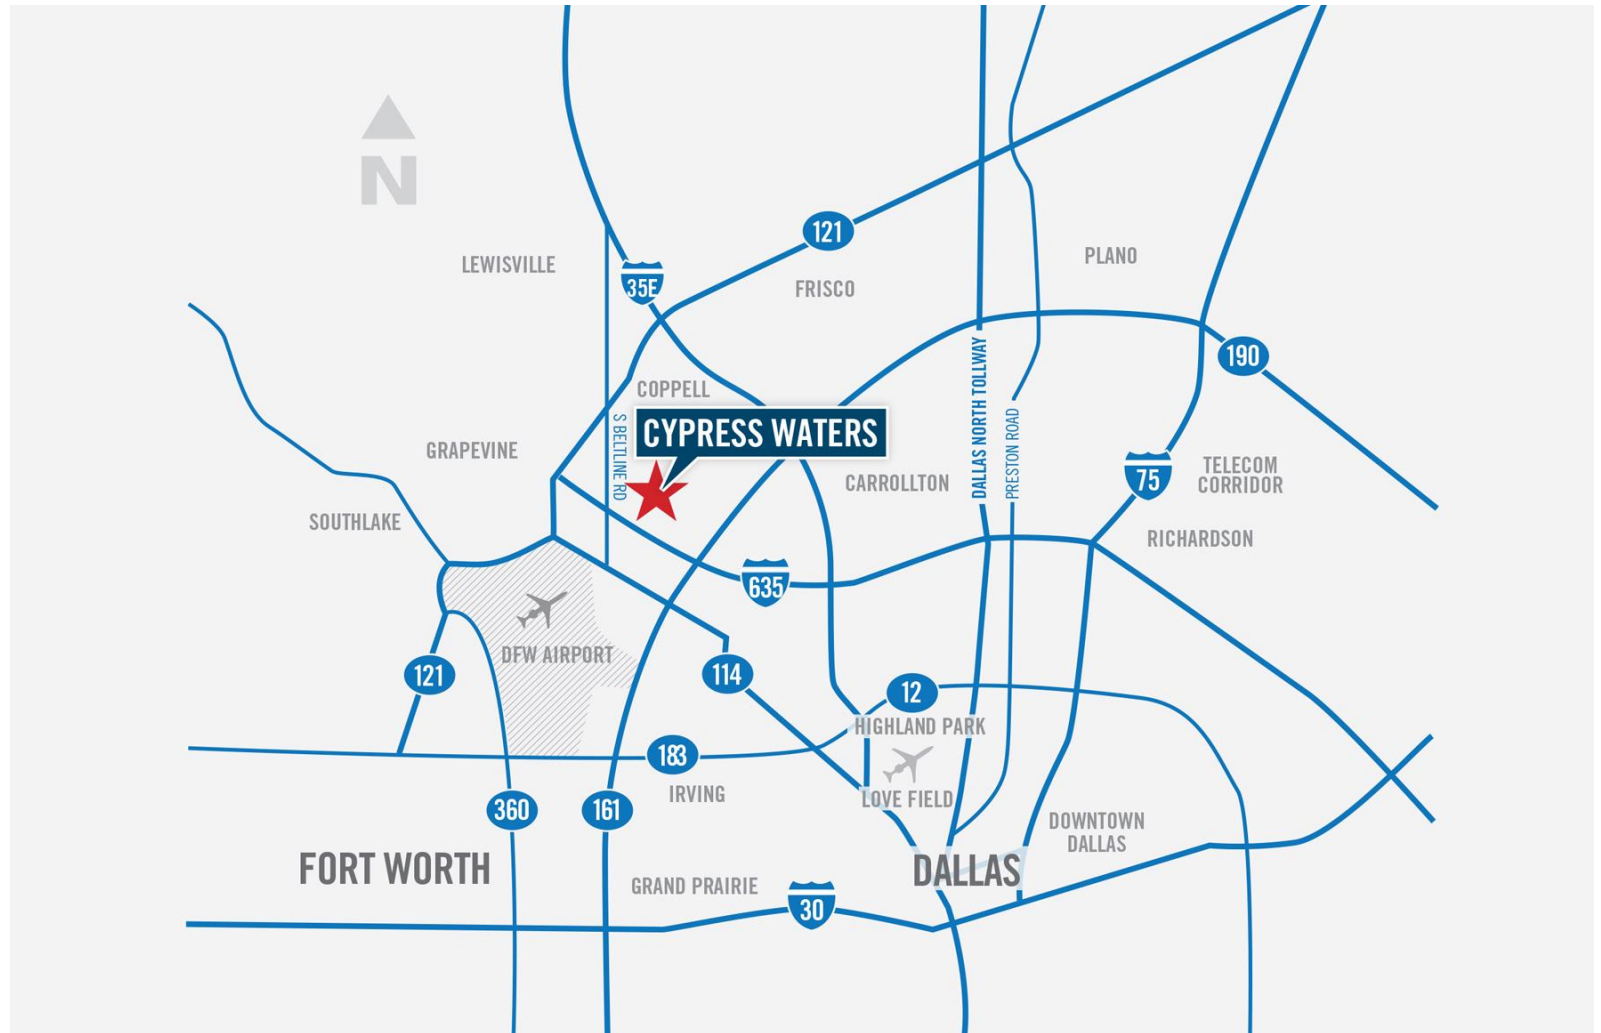 N
121
LEWISVILLE
PLANO
35E
FRISCO
190
COPPELL
S BELTLINE RD
CYPRESS WATERS
DALLAS NORTH TOLLWAY
PRESTON ROAD
GRAPEVINE
CARROLLTON
75
TELECOM
CORRIDOR
SOUTHLAKE
RICHARDSON
635
DFW AIRPORT
121
114
12
HIGHLAND PARK
183
IRVING
LOVE FIELD
360
161
DOWNTOWN
DALLAS
FORT WORTH
DALLAS
GRAND PRAIRIE
30